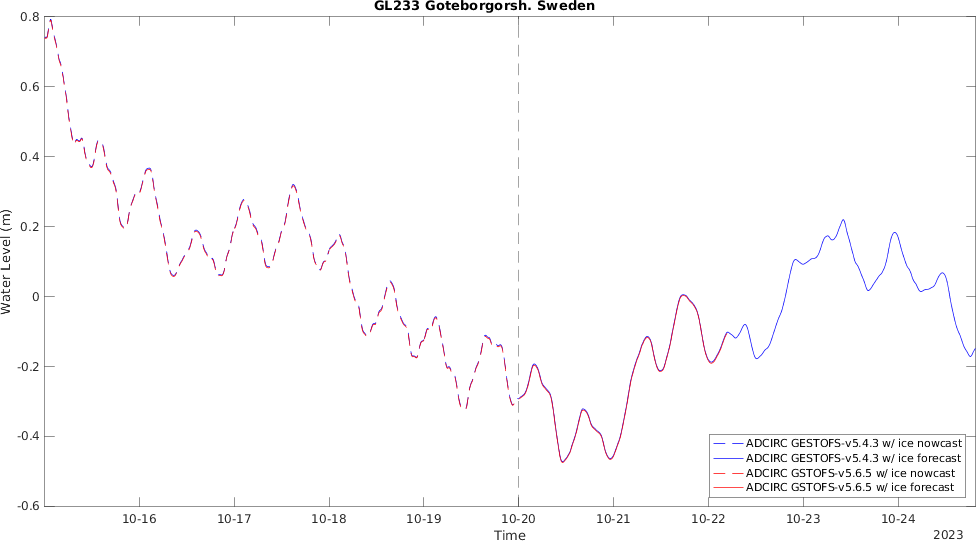 GL233 Goteborgorsh. Sweden
0.8
0.6
0.4
0.2
0
-0.2
-0.4
-0.6
Water Level (m)
ADCIRC GESTOFS-v5.4.3 w/ ice nowcast
ADCIRC GESTOFS-v5.4.3 w/ ice forecast
ADCIRC GSTOFS-v5.6.5 w/ ice nowcast
ADCIRC GSTOFS-v5.6.5 w/ ice forecast
10-16 10-17 10-18 10-19 10-20 10-21 10-22 10-23 10-24
Time
2023